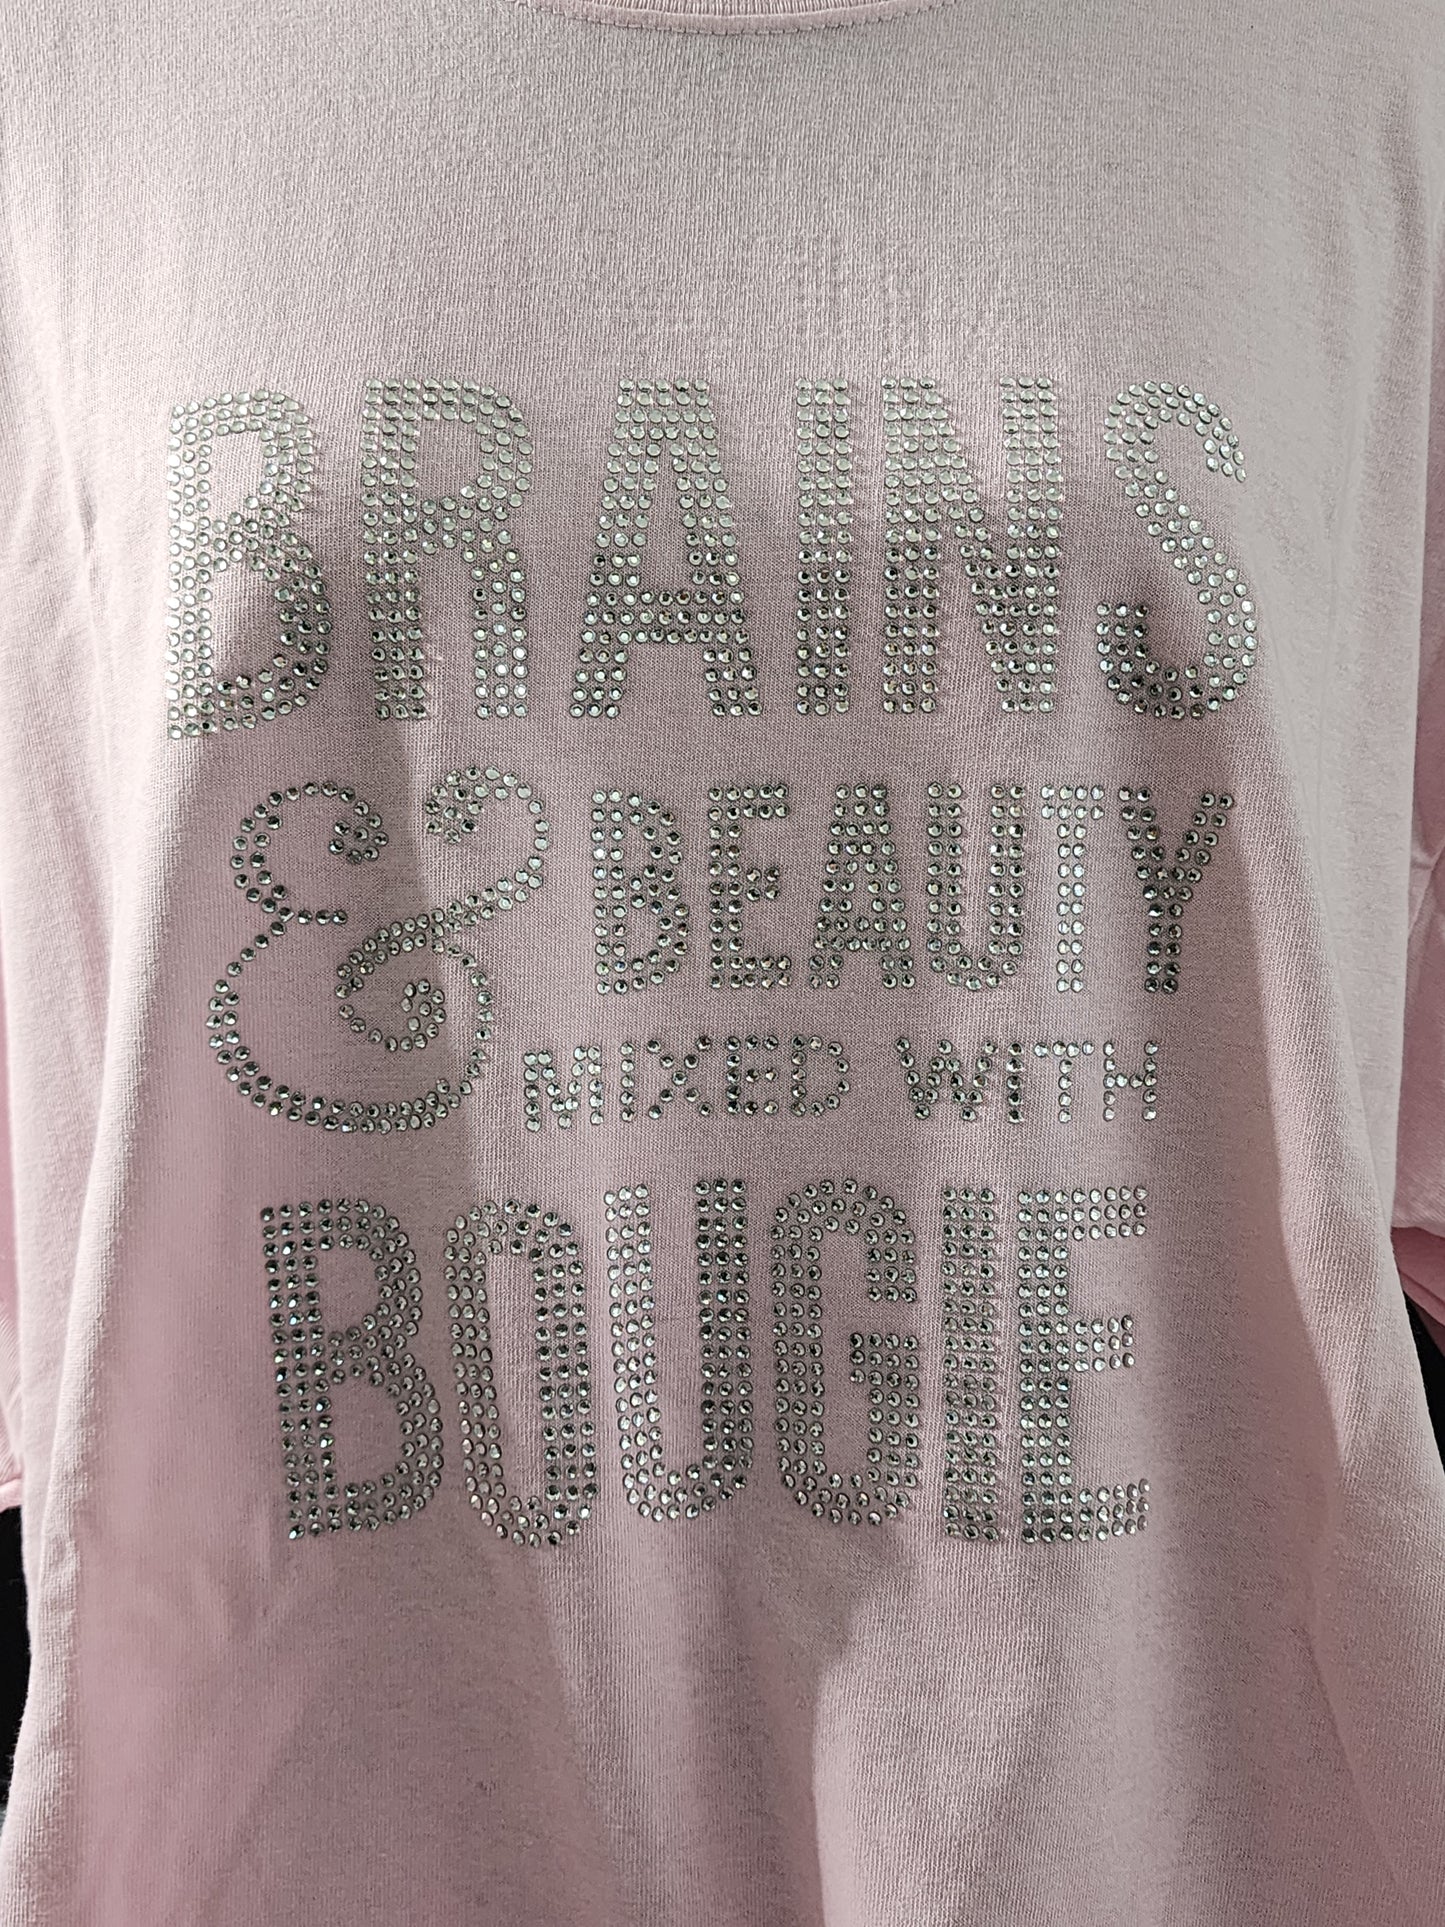 BRAINS
& BEAUTY
MIXED WITH
BOUGIE